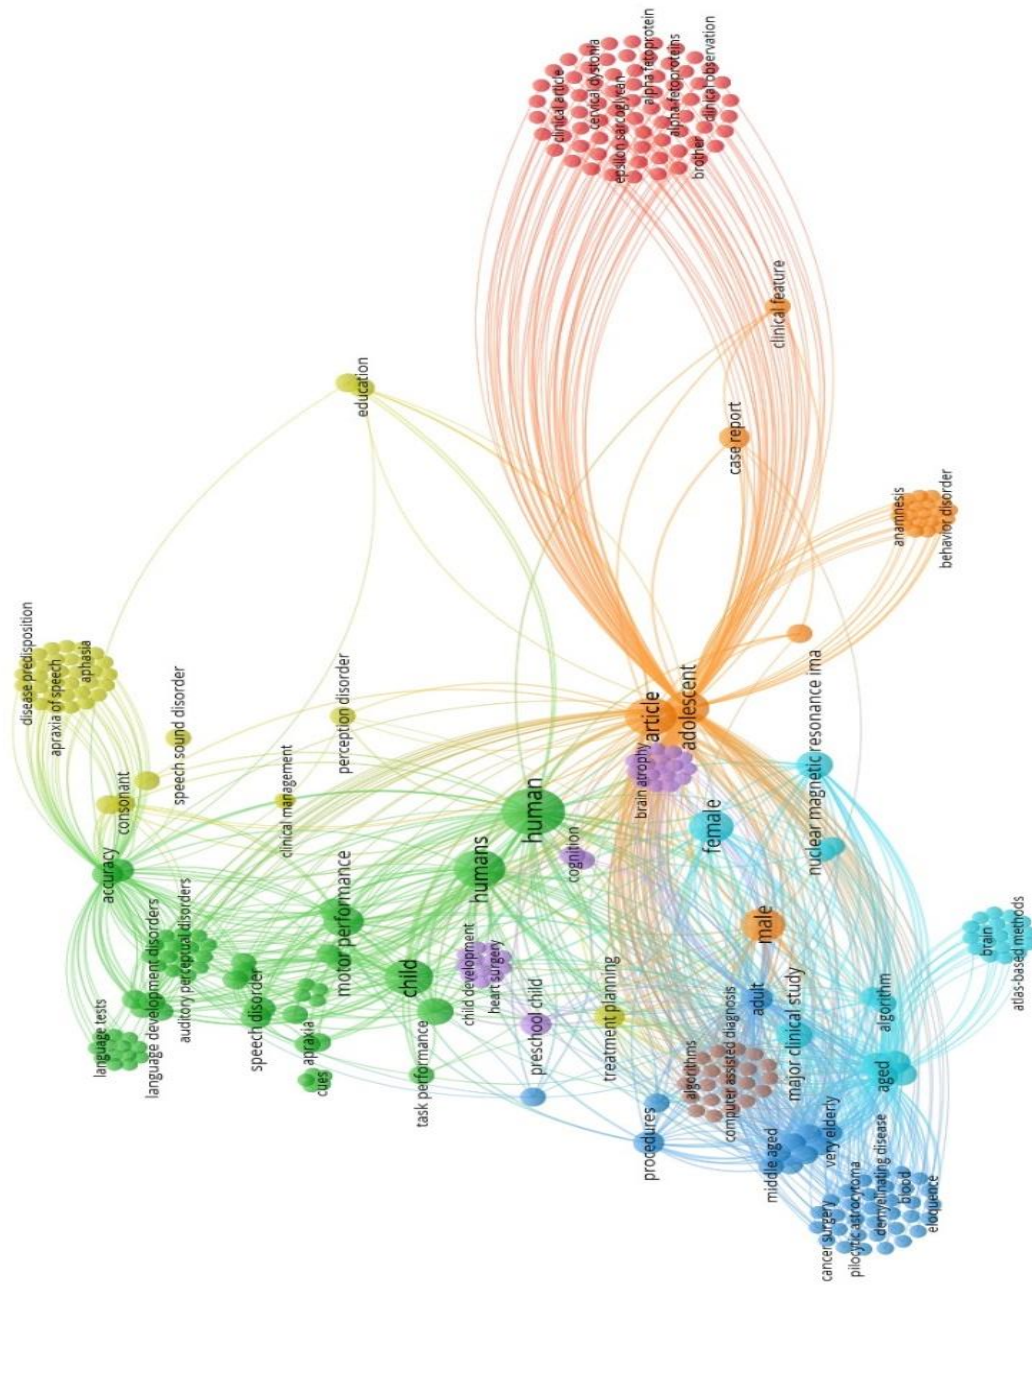 disease predisposition
apraxia of speech
aphasia
language tests
accuracy
consonant
language development disorders
speech sound disorder
auditory perceptual disorders
speech disorder
clinical management
apraxia
cues
motor performance
perception disorder
education
child
task performance
child development
humans
heart surgery
human
preschool child
clinical article
cognition
cervical dystonia
treatment planning
epsilon sarcoglycan
brain atrophy
alpha fetoprotein
procedures
article
alpha fetoproteins
adolescent
algorithms
brother
clinical observation
female
computer assisted diagnosis
case report
adult
male
middle aged
clinical feature
major clinical study
nuclear magnetic resonance ima
cancer surgery
very elderly
pilocytic astrocytoma
demyelinating disease
aged
algorithm
anamnesis
blood
eloquence
behavior disorder
brain
atlas-based methods